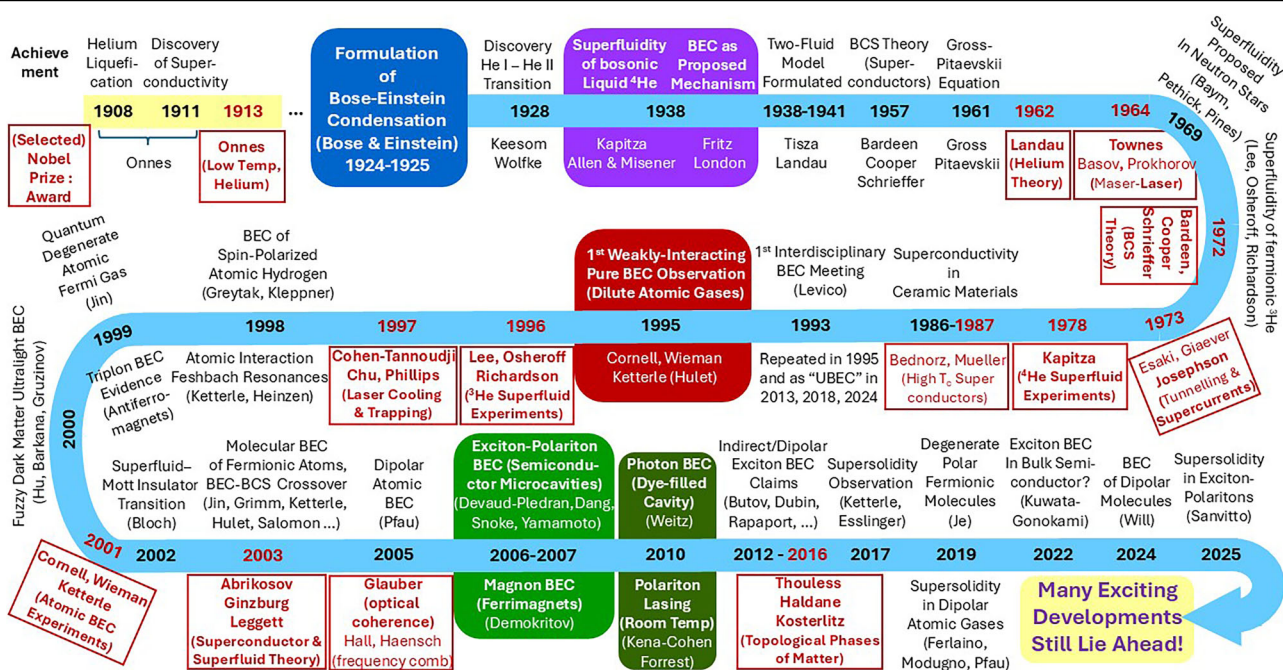 Achieve
ment
Helium
Liquefi-
cation
Discovery
of Super-
conductivity
1908
1911
1913
...
(Selected)
Nobel
Prize :
Award
Onnes
Onnes
(Low Temp,
Helium)
Formulation
of
Bose-Einstein
Condensation
(Bose & Einstein)
1924-1925
Discovery
He I – He II
Transition
1928
Keesom
Wolfke
Superfluidity
of bosonic
Liquid ⁴He
BEC as
Proposed
Mechanism
1938
Kapitza
Allen & Misener
Fritz
London
Two-Fluid
Model
Formulated
1938-1941
Tisza
Landau
BCS Theory
(Super-
conductors)
1957
Bardeen
Cooper
Schrieffer
Gross-
Pitaevskii
Equation
1961
Gross
Pitaevskii
1962
Landau
(Helium
Theory)
1964
Townes
Basov, Prokhorov
(Maser-Laser)
Superfluidity
Proposed
In Neutron Stars
(Baym,
Pethick, Pines)
1969
Superfluidity of fermionic ³He
(Lee, Osheroff, Richardson)
1972
Bardeen,
Cooper
Schrieffer
(BCS
Theory)
1973
Esaki, Giaever
Josephson
(Tunnelling &
Supercurrents)
1978
Kapitza
(⁴He Superfluid
Experiments)
Superconductivity
in
Ceramic Materials
1986-1987
Bednorz, Mueller
(High Tc Super
conductors)
1st Interdisciplinary
BEC Meeting
(Levico)
1993
Repeated in 1995
and as “UBEC” in
2013, 2018, 2024
1st Weakly-Interacting
Pure BEC Observation
(Dilute Atomic Gases)
1995
Cornell, Wieman
Ketterle (Hulet)
1996
Lee, Osheroff
Richardson
(³He Superfluid
Experiments)
1997
Cohen-Tannoudji
Chu, Phillips
(Laser Cooling
& Trapping)
BEC of
Spin-Polarized
Atomic Hydrogen
(Greytak, Kleppner)
1998
Atomic Interaction
Feshbach Resonances
(Ketterle, Heinzen)
Quantum
Degenerate
Atomic
Fermi Gas
(Jin)
1999
Triplon BEC
Evidence
(Antiferro-
magnets)
Fuzzy Dark Matter Ultralight BEC
(Hu, Barkana, Gruzinov)
2000
2001
Cornell, Wieman
Ketterle
(Atomic BEC
Experiments)
Superfluid–
Mott Insulator
Transition
(Bloch)
2002
Molecular BEC
of Fermionic Atoms,
BEC-BCS Crossover
(Jin, Grimm, Ketterle,
Hulet, Salomon ...)
2003
Abrikosov
Ginzburg
Leggett
(Superconductor &
Superfluid Theory)
Dipolar
Atomic
BEC
(Pfau)
2005
Glauber
(optical
coherence)
Hall, Haensch
(frequency comb)
Exciton-Polariton
BEC (Semicondu-
ctor Microcavities)
(Devaud-Pledran,Dang,
Snoke, Yamamoto)
2006-2007
Magnon BEC
(Ferrimagnets)
(Demokritov)
Photon BEC
(Dye-filled
Cavity)
(Weitz)
2010
Polariton
Lasing
(Room Temp)
(Kena-Cohen
Forrest)
Indirect/Dipolar
Exciton BEC
Claims
(Butov, Dubin,
Rapaport, ...)
2012 - 2016
Thouless
Haldane
Kosterlitz
(Topological Phases
of Matter)
Supersolidity
Observation
(Ketterle,
Esslinger)
2017
Degenerate
Polar
Fermionic
Molecules
(Je)
2019
Supersolidity
in Dipolar
Atomic Gases
(Ferlaino,
Modugno, Pfau)
Exciton BEC
In Bulk Semi-
conductor?
(Kuwata-
Gonokami)
2022
BEC
of Dipolar
Molecules
(Will)
2024
Supersolidity
in Exciton-
Polaritons
(Sanvitto)
2025
Many Exciting
Developments
Still Lie Ahead!